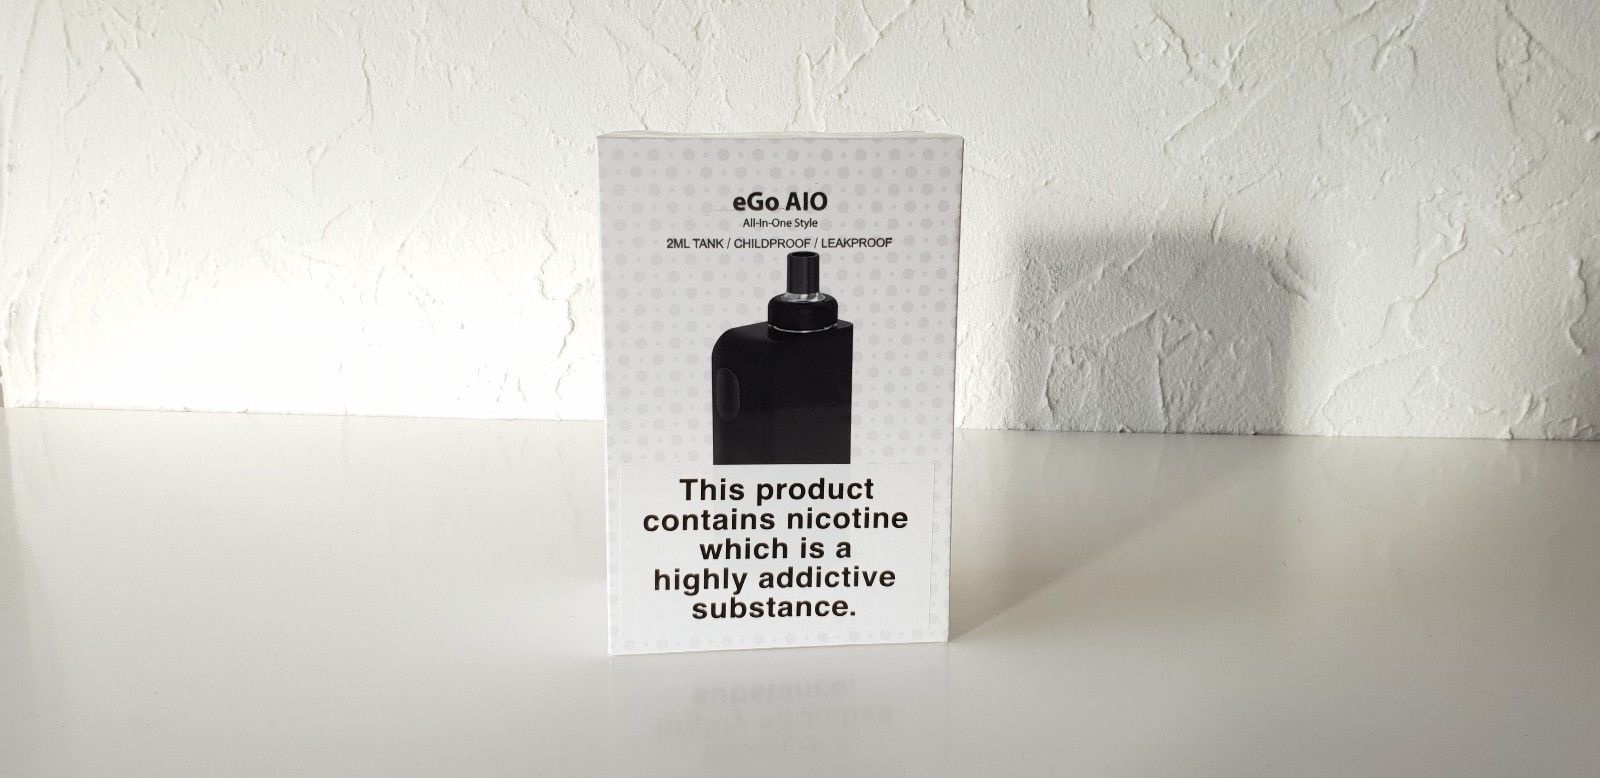 eGo AIO
All-In-One Style
2ML TANK / CHILDPROOF / LEAKPROOF
This product
contains nicotine
which is a
highly addictive
substance.